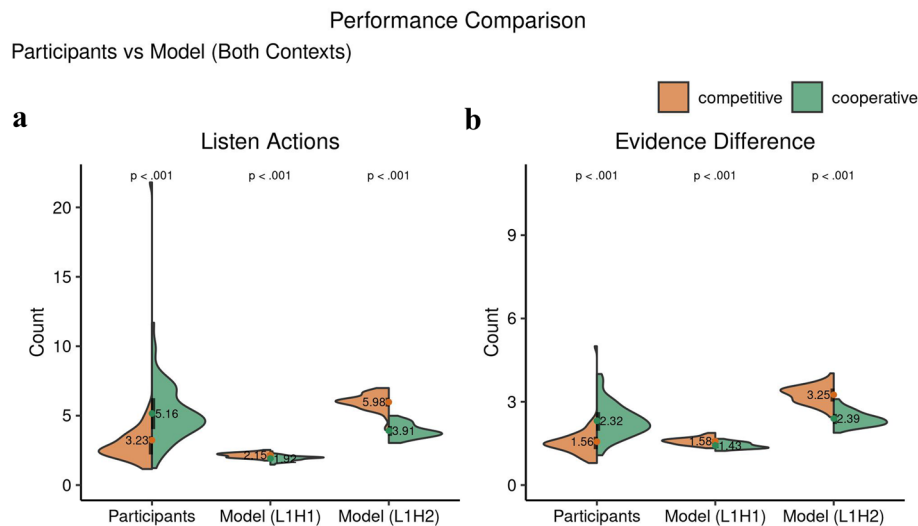 Performance Comparison
Participants vs Model (Both Contexts)
competitive cooperative
a
Listen Actions
p < .001 p < .001 p < .001
Count
20
15
10
5
0
3.23 5.16
2.15 1.92
5.98 3.91
Participants Model (L1H1) Model (L1H2)
b
Evidence Difference
p < .001 p < .001 p < .001
Count
9
6
3
0
1.56 2.32
1.58 1.43
3.25 2.39
Participants Model (L1H1) Model (L1H2)